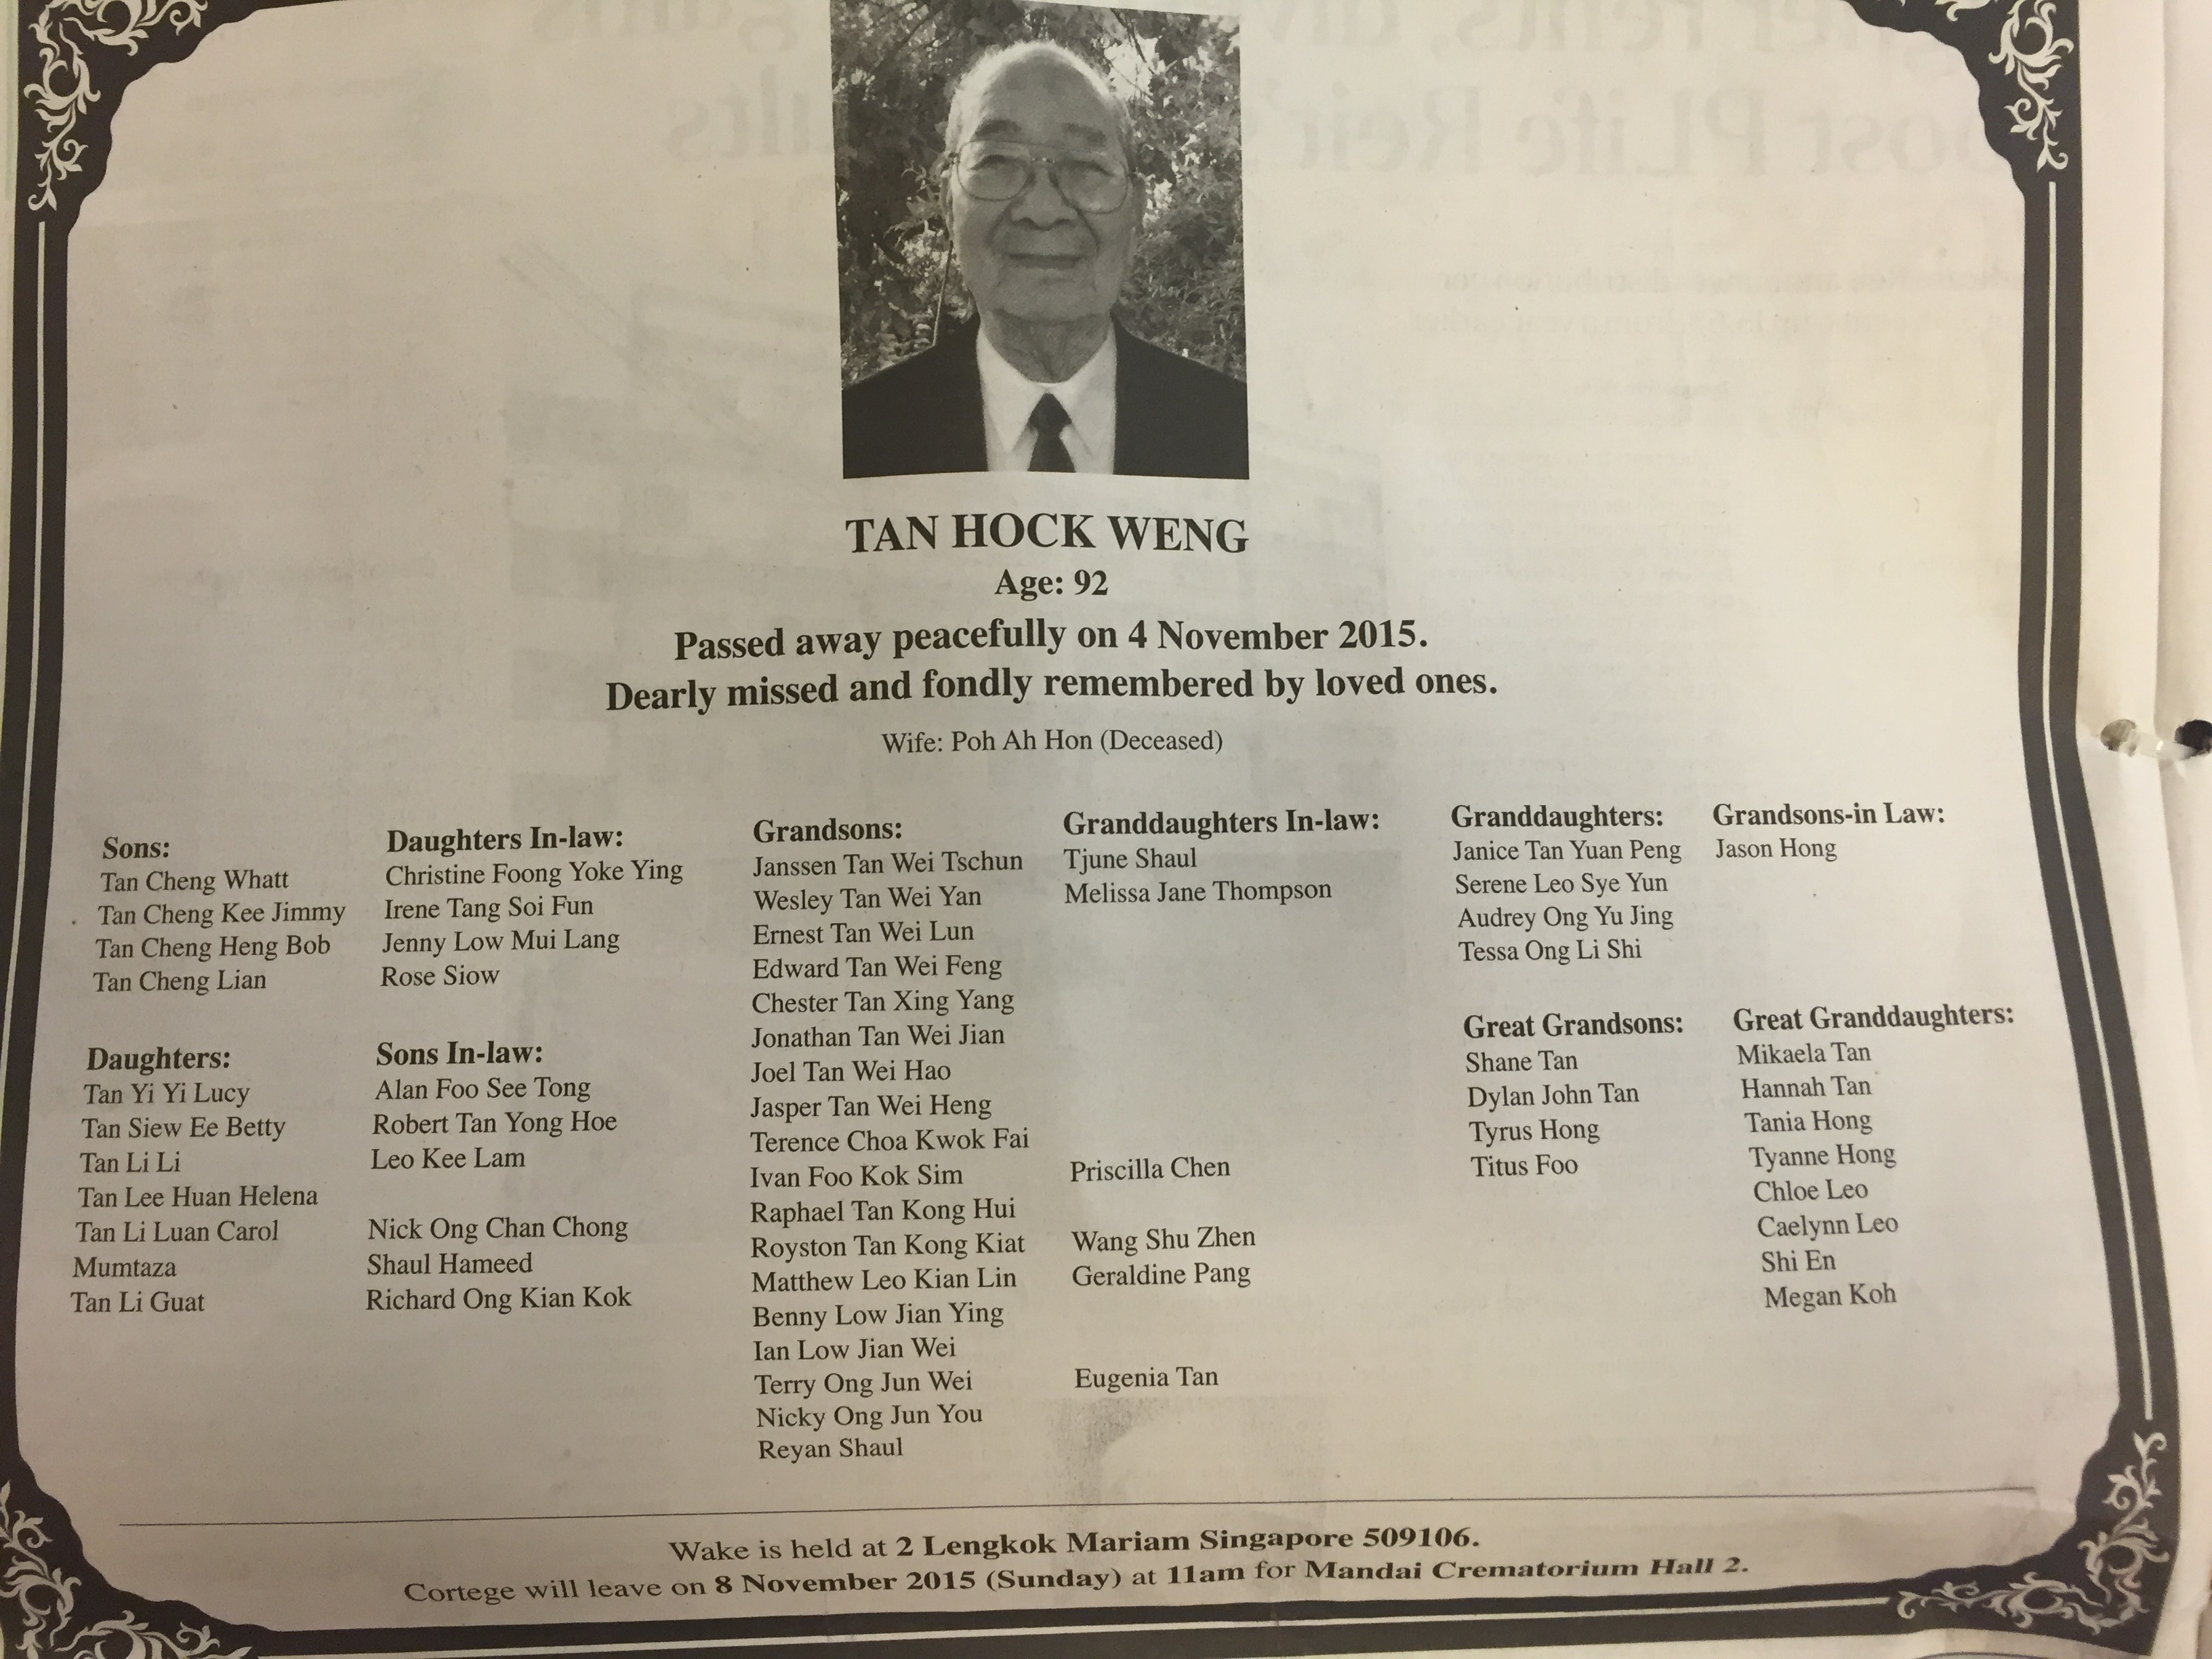 TAN HOCK WENG
Age: 92
Passed away peacefully on 4 November 2015.
Dearly missed and fondly remembered by loved ones.
Wife: Poh Ah Hon (Deceased)
Sons:
Tan Cheng Whatt
Tan Cheng Kee Jimmy
Tan Cheng Heng Bob
Tan Cheng Lian
Daughters In-law:
Christine Foong Yoke Ying
Irene Tang Soi Fun
Jenny Low Mui Lang
Rose Siow
Daughters:
Tan Yi Yi Lucy
Tan Siew Ee Betty
Tan Li Li
Tan Lee Huan Helena
Tan Li Luan Carol
Mumtaza
Tan Li Guat
Sons In-law:
Alan Foo See Tong
Robert Tan Yong Hoe
Leo Kee Lam
Nick Ong Chan Chong
Shaul Hameed
Richard Ong Kian Kok
Grandsons:
Janssen Tan Wei Tschun
Wesley Tan Wei Yan
Ernest Tan Wei Lun
Edward Tan Wei Feng
Chester Tan Xing Yang
Jonathan Tan Wei Jian
Joel Tan Wei Hao
Jasper Tan Wei Heng
Terence Choa Kwok Fai
Ivan Foo Kok Sim
Raphael Tan Kong Hui
Royston Tan Kong Kiat
Matthew Leo Kian Lin
Benny Low Jian Ying
Ian Low Jian Wei
Terry Ong Jun Wei
Nicky Ong Jun You
Reyan Shaul
Granddaughters In-law:
Tjune Shaul
Melissa Jane Thompson
Priscilla Chen
Wang Shu Zhen
Geraldine Pang
Eugenia Tan
Granddaughters:
Janice Tan Yuan Peng
Serene Leo Sye Yun
Audrey Ong Yu Jing
Tessa Ong Li Shi
Grandsons-in Law:
Jason Hong
Great Grandsons:
Shane Tan
Dylan John Tan
Tyrus Hong
Titus Foo
Great Granddaughters:
Mikaela Tan
Hannah Tan
Tania Hong
Tyanne Hong
Chloe Leo
Caelynn Leo
Shi En
Megan Koh
Wake is held at 2 Lengkok Mariam Singapore 509106.
Cortege will leave on 8 November 2015 (Sunday) at 11am for Mandai Crematorium Hall 2.